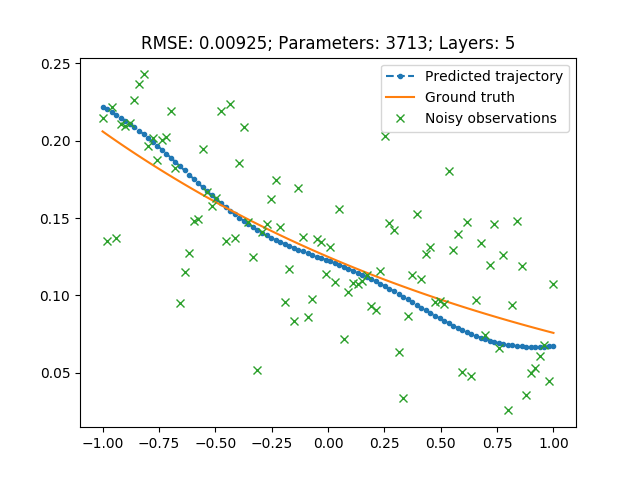 RMSE: 0.00925; Parameters: 3713; Layers: 5
0.25
0.20
0.15
0.10
0.05
Predicted trajectory
Ground truth
Noisy observations
−1.00 −0.75 −0.50 −0.25 0.00 0.25 0.50 0.75 1.00